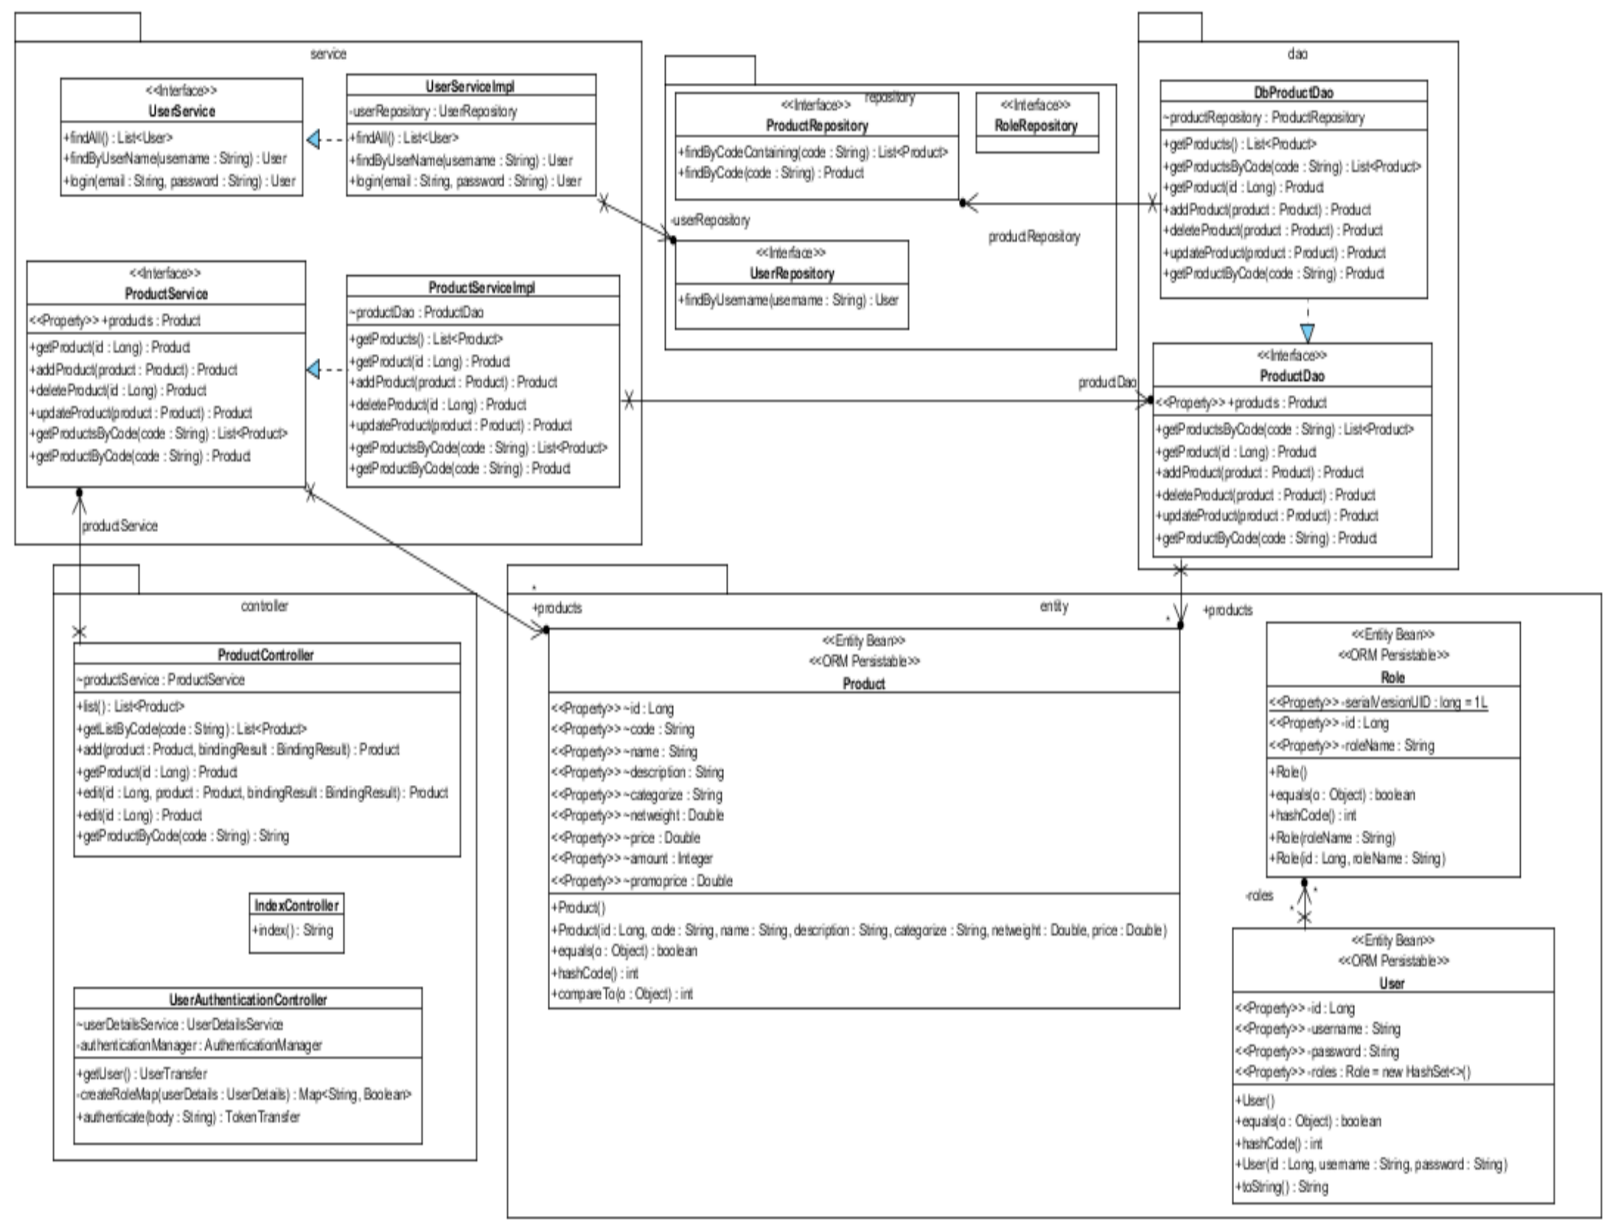 service
<<Interface>>
UserService
+findAll() : List<User>
+findByUserName(username : String) : User
+login(email : String, password : String) : User
UserServiceImpl
-userRepository : UserRepository
+findAll() : List<User>
+findByUserName(username : String) : User
+login(email : String, password : String) : User
<<Interface>>
ProductService
<<Property>> +products : Product
+getProduct(id : Long) : Product
+addProduct(product : Product) : Product
+deleteProduct(id : Long) : Product
+updateProduct(product : Product) : Product
+getProductsByCode(code : String) : List<Product>
+getProductByCode(code : String) : Product
ProductServiceImpl
~productDao : ProductDao
+getProducts() : List<Product>
+getProduct(id : Long) : Product
+addProduct(product : Product) : Product
+deleteProduct(id : Long) : Product
+updateProduct(product : Product) : Product
+getProductsByCode(code : String) : List<Product>
+getProductByCode(code : String) : Product
productService
repository
<<Interface>>
ProductRepository
+findByCodeContaining(code : String) : List<Product>
+findByCode(code : String) : Product
<<Interface>>
RoleRepository
-userRepository
<<Interface>>
UserRepository
+findByUsername(username : String) : User
productRepository
productDao
dao
DbProductDao
~productRepository : ProductRepository
+getProducts() : List<Product>
+getProductsByCode(code : String) : List<Product>
+getProduct(id : Long) : Product
+addProduct(product : Product) : Product
+deleteProduct(product : Product) : Product
+updateProduct(product : Product) : Product
+getProductByCode(code : String) : Product
<<Interface>>
ProductDao
<<Property>> +products : Product
+getProductsByCode(code : String) : List<Product>
+getProduct(id : Long) : Product
+addProduct(product : Product) : Product
+deleteProduct(product : Product) : Product
+updateProduct(product : Product) : Product
+getProductByCode(code : String) : Product
controller
ProductController
~productService : ProductService
+list() : List<Product>
+getListByCode(code : String) : List<Product>
+add(product : Product, bindingResult : BindingResult) : Product
+getProduct(id : Long) : Product
+edit(id : Long, product : Product, bindingResult : BindingResult) : Product
+edit(id : Long) : Product
+getProductByCode(code : String) : String
IndexController
+index() : String
UserAuthenticationController
~userDetailsService : UserDetailsService
-authenticationManager : AuthenticationManager
+getUser() : UserTransfer
-createRoleMap(userDetails : UserDetails) : Map<String, Boolean>
+authenticate(body : String) : TokenTransfer
entity
*
+products
*
+products
<<Entity Bean>>
<<ORM Persistable>>
Product
<<Property>> ~id : Long
<<Property>> ~code : String
<<Property>> ~name : String
<<Property>> ~description : String
<<Property>> ~categorize : String
<<Property>> ~netweight : Double
<<Property>> ~price : Double
<<Property>> ~amount : Integer
<<Property>> ~promoprice : Double
+Product()
+Product(id : Long, code : String, name : String, description : String, categorize : String, netweight : Double, price : Double)
+equals(o : Object) : boolean
+hashCode() : int
+compareTo(o : Object) : int
<<Entity Bean>>
<<ORM Persistable>>
Role
<<Property>> -serialVersionUID : long = 1L
<<Property>> -id : Long
<<Property>> -roleName : String
+Role()
+equals(o : Object) : boolean
+hashCode() : int
+Role(roleName : String)
+Role(id : Long, roleName : String)
-roles
*
*
<<Entity Bean>>
<<ORM Persistable>>
User
<<Property>> -id : Long
<<Property>> -username : String
<<Property>> -password : String
<<Property>> -roles : Role = new HashSet<>()
+User()
+equals(o : Object) : boolean
+hashCode() : int
+User(id : Long, username : String, password : String)
+toString() : String